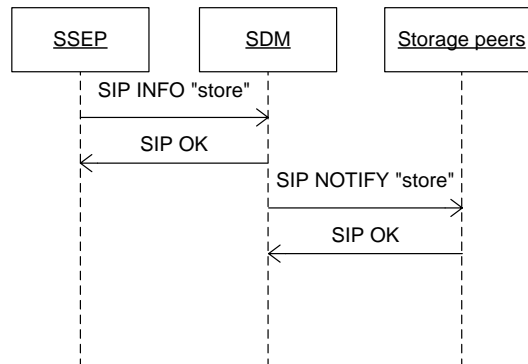 SSEP SDM Storage peers
SIP INFO "store"
SIP OK
SIP NOTIFY "store"
SIP OK